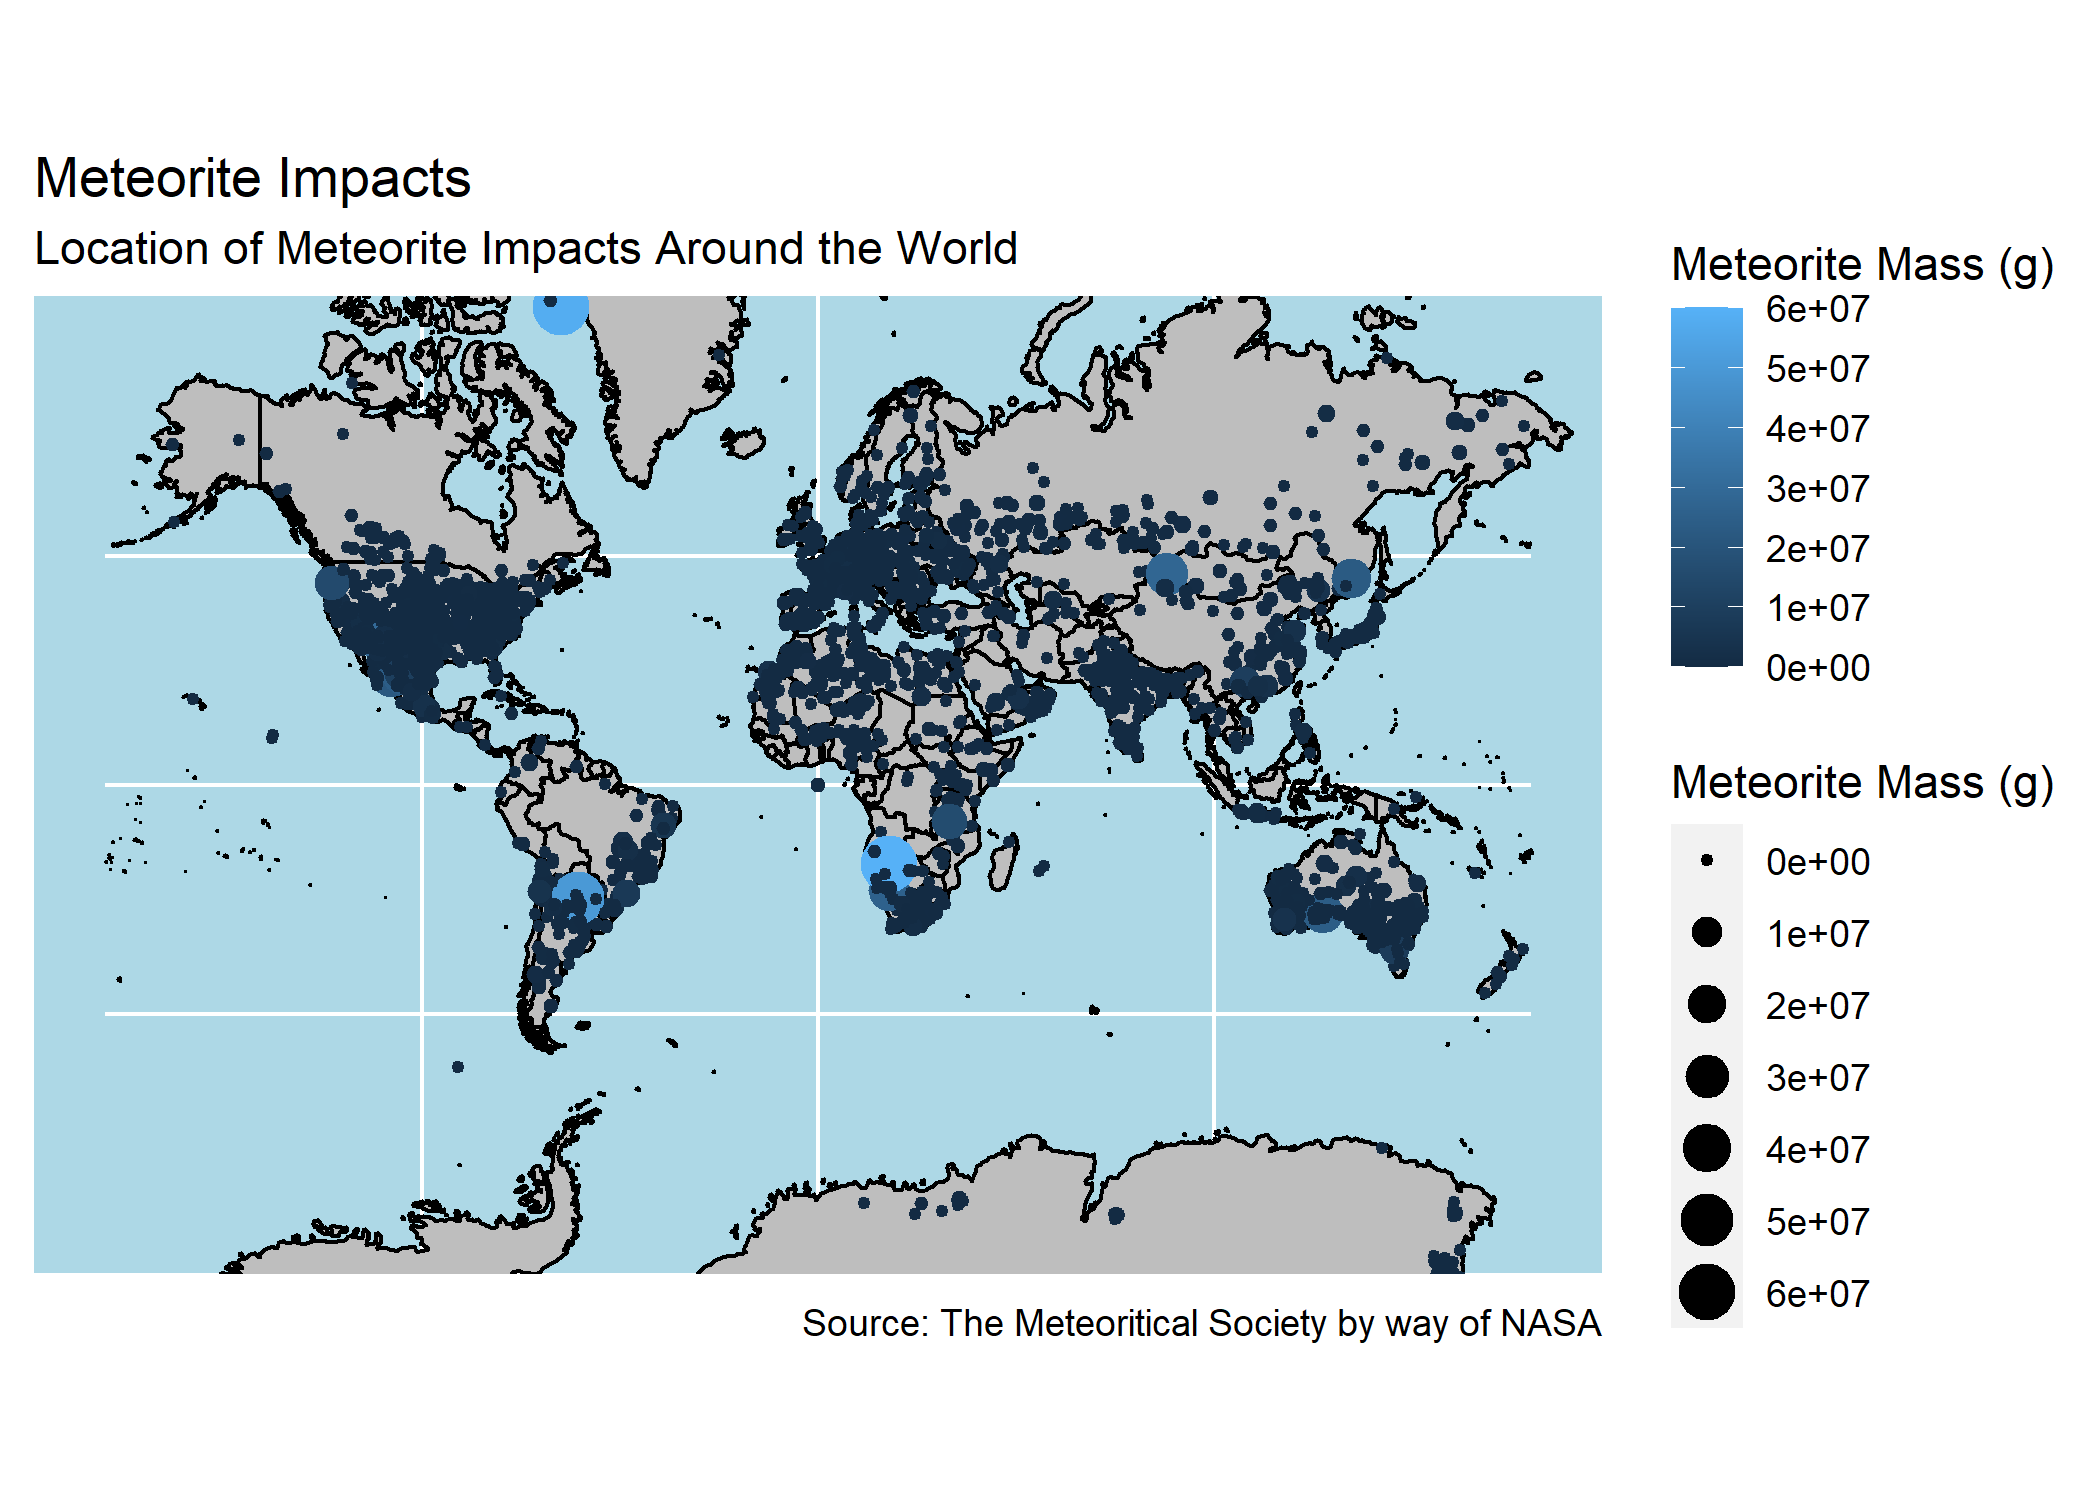 Meteorite Impacts
Location of Meteorite Impacts Around the World
Meteorite Mass (g)
6e+07
5e+07
4e+07
3e+07
2e+07
1e+07
0e+00
Meteorite Mass (g)
0e+00
1e+07
2e+07
3e+07
4e+07
5e+07
6e+07
Source: The Meteoritical Society by way of NASA